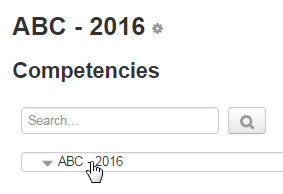 ABC - 2016
Competencies
Search...
ABC - 2016